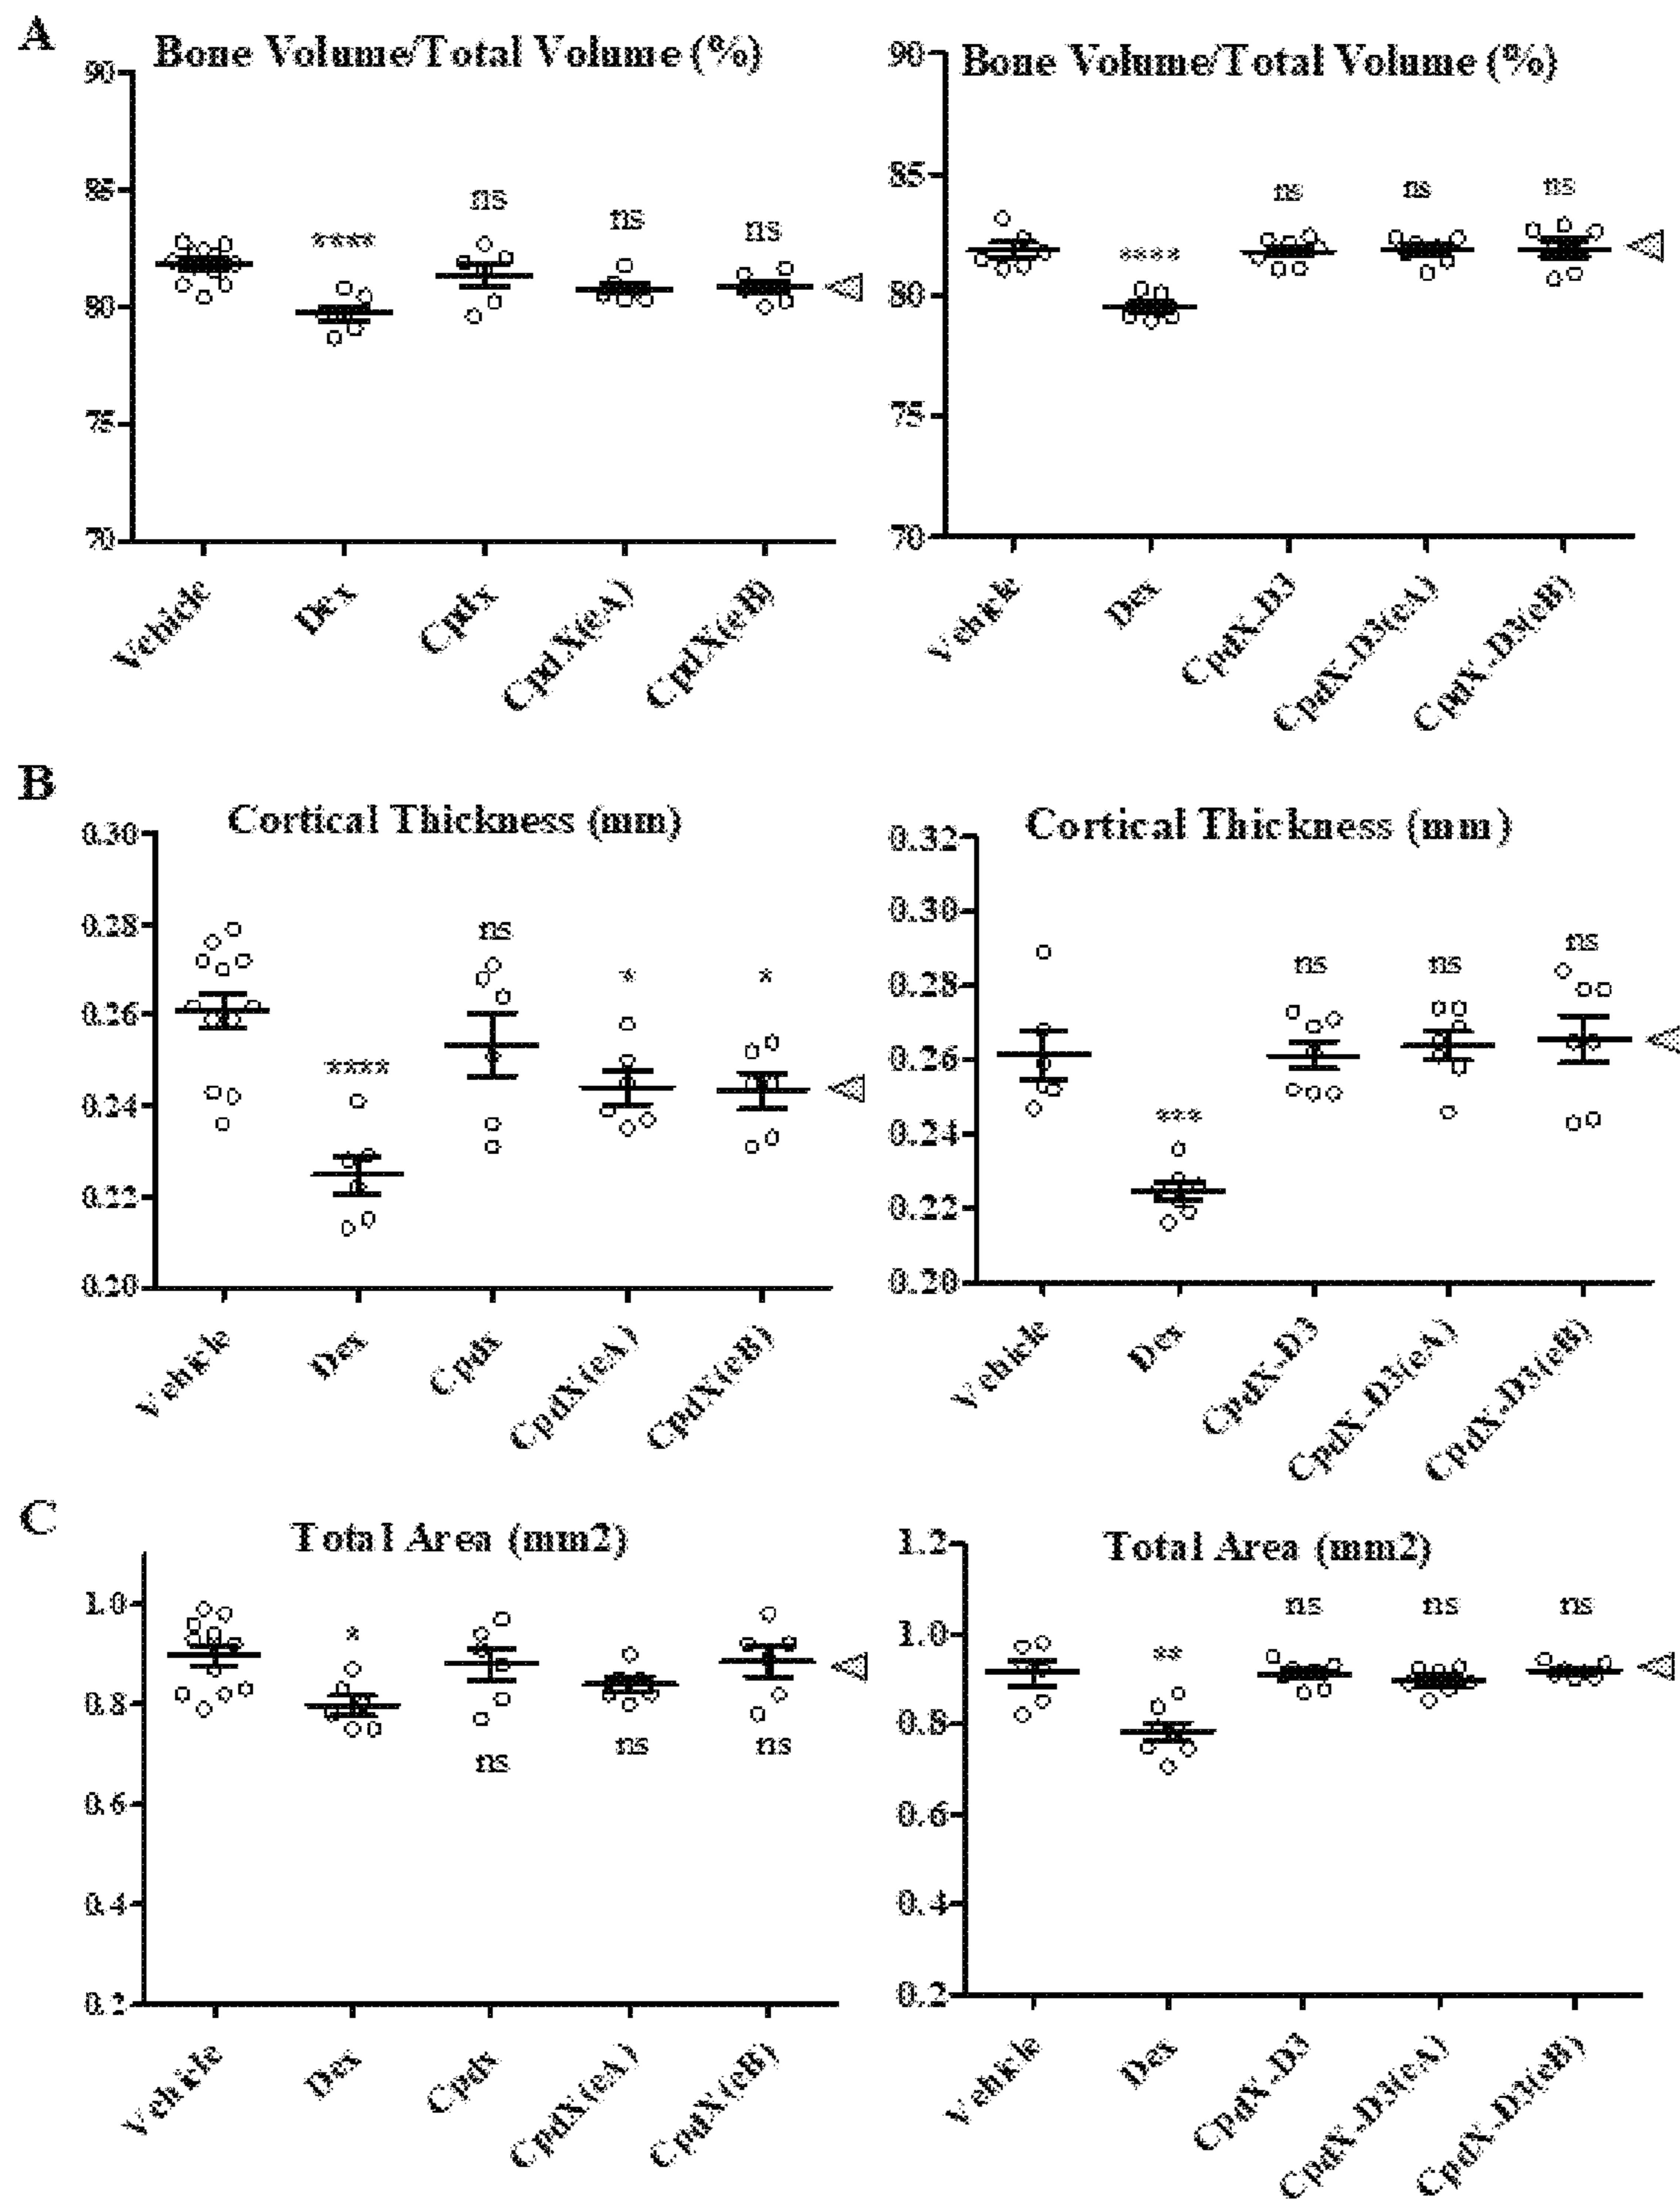 A
Bone Volume/Total Volume (%)
90
85
80
75
70
ns
ns
ns
****
Vehicle
Dex
Cpdx
CpdX(eA)
CpdX(eB)
Bone Volume/Total Volume (%)
90
85
80
75
70
ns
ns
ns
****
Vehicle
Dex
CpdX-D3
CpdX-D3(eA)
CpdX-D3(eB)
B
Cortical Thickness (mm)
0.30
0.28
0.26
0.24
0.22
0.20
ns
*
*
****
Vehicle
Dex
Cpdx
CpdX(eA)
CpdX(eB)
Cortical Thickness (mm)
0.32
0.30
0.28
0.26
0.24
0.22
0.20
ns
ns
ns
***
Vehicle
Dex
CpdX-D3
CpdX-D3(eA)
CpdX-D3(eB)
C
Total Area (mm2)
1.0
0.8
0.6
0.4
0.2
*
ns
ns
ns
Vehicle
Dex
Cpdx
CpdX(eA)
CpdX(eB)
Total Area (mm2)
1.2
1.0
0.8
0.6
0.4
0.2
ns
ns
ns
**
Vehicle
Dex
CpdX-D3
CpdX-D3(eA)
CpdX-D3(eB)